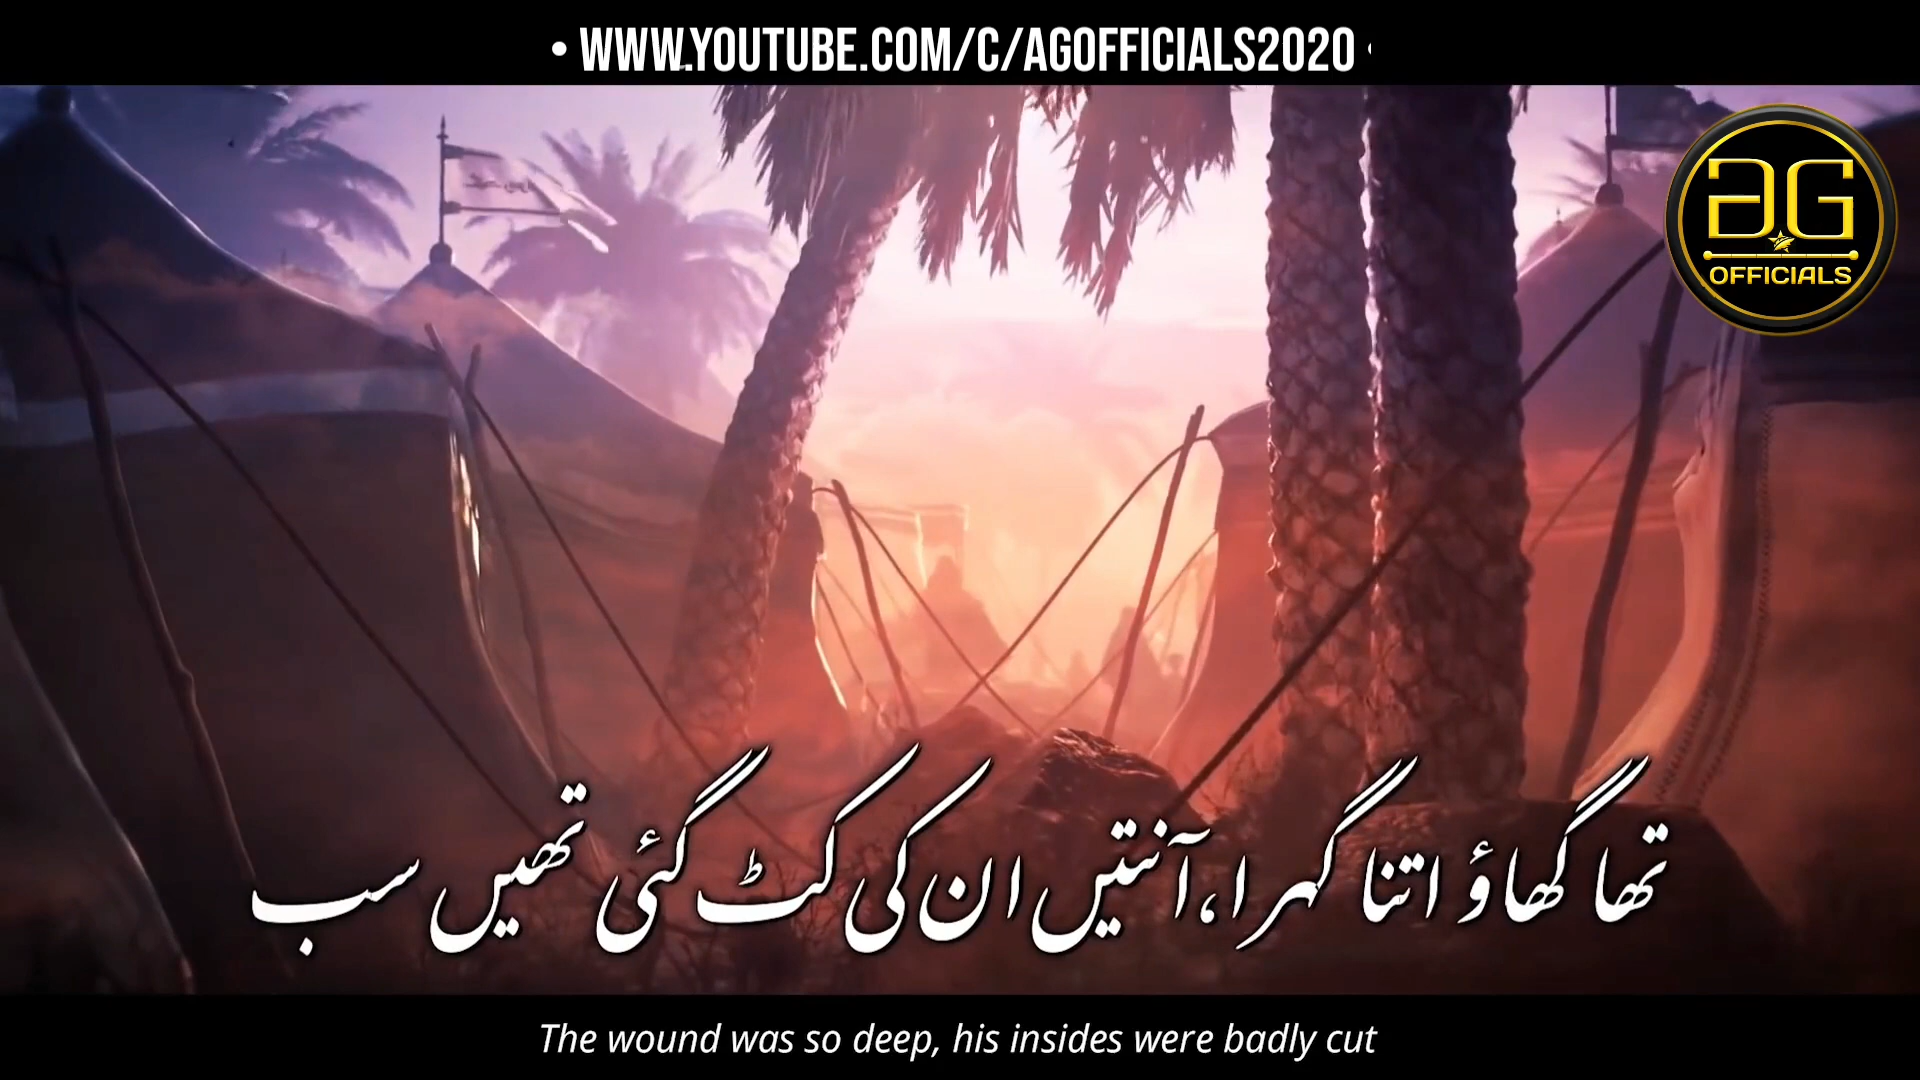 • WWW.YOUTUBE.COM/C/AGOFFICIALS2020
AG
OFFICIALS
تھا گھاؤ اتنا گہرا، آنتیں ان کی کٹ گئی تھیں سب
The wound was so deep, his insides were badly cut